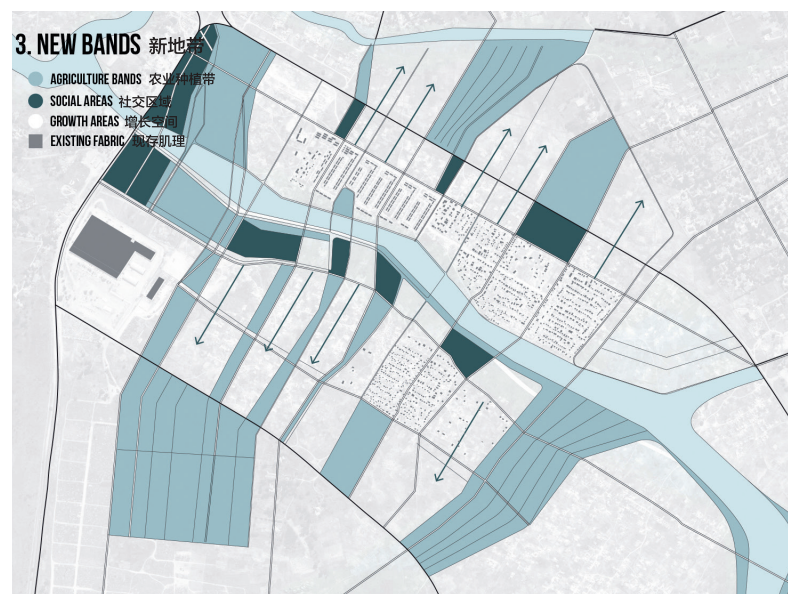 3. NEW BANDS 新地带
AGRICULTURE BANDS 农业种植带
SOCIAL AREAS 社交区域
GROWTH AREAS 增长空间
EXISTING FABRIC 现存肌理